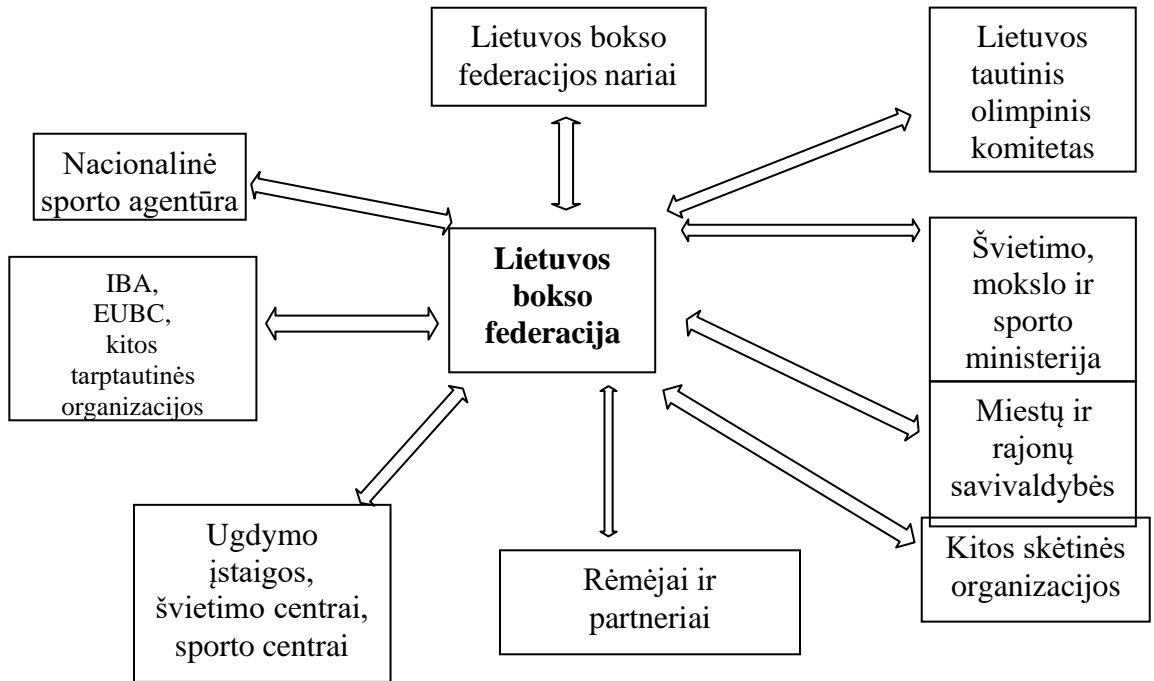 Lietuvos bokso
federacijos nariai
Lietuvos
tautinis
olimpinis
komitetas
Nacionalinė
sporto agentūra
Lietuvos
bokso
federacija
Švietimo,
mokslo ir
sporto
ministerija
IBA,
EUBC,
kitos
tarptautinės
organizacijos
Miestų ir
rajonų
savivaldybės
Ugdymo
įstaigos,
švietimo centrai,
sporto centrai
Rėmėjai ir
partneriai
Kitos skėtinės
organizacijos